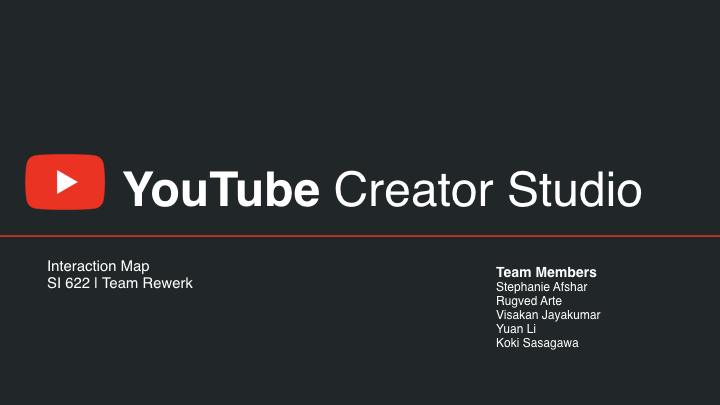 YouTube Creator Studio
Interaction Map
SI 622 | Team Rewerk
Team Members
Stephanie Afshar
Rugved Arte
Visakan Jayakumar
Yuan Li
Koki Sasagawa